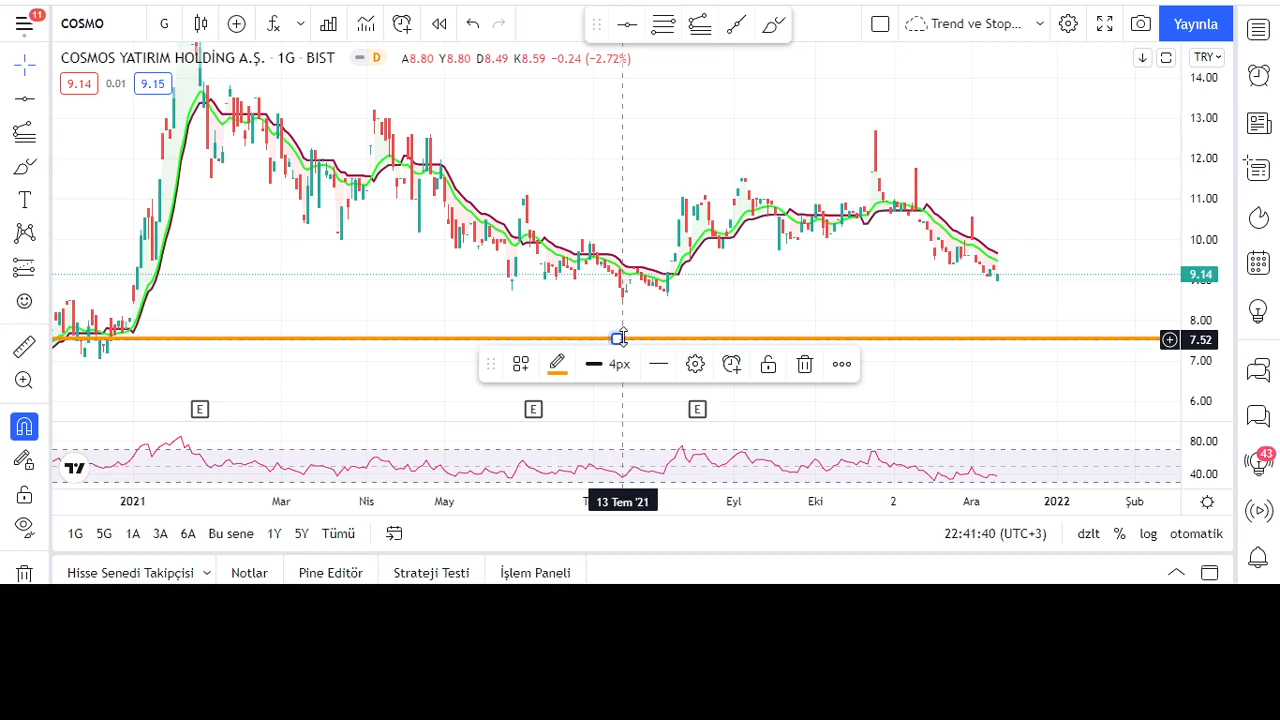 11
COSMO
G
Trend ve Stop...
Yayınla
COSMOS YATIRIM HOLDİNG A.Ş. · 1G · BIST
D
A8.80 Y8.80 D8.49 K8.59 −0.24 (−2.72%)
TRY
9.14
0.01
9.15
14.00
13.00
12.00
11.00
10.00
9.14
9.00
8.00
7.52
7.00
6.00
4px
E
E
E
80.00
40.00
43
2021
Mar
Nis
May
13 Tem '21
Eyl
Eki
2
Ara
2022
Şub
1G
5G
1A
3A
6A
Bu sene
1Y
5Y
Tümü
22:41:40 (UTC+3)
dzlt
%
log
otomatik
Hisse Senedi Takipçisi
Notlar
Pine Editör
Strateji Testi
İşlem Paneli